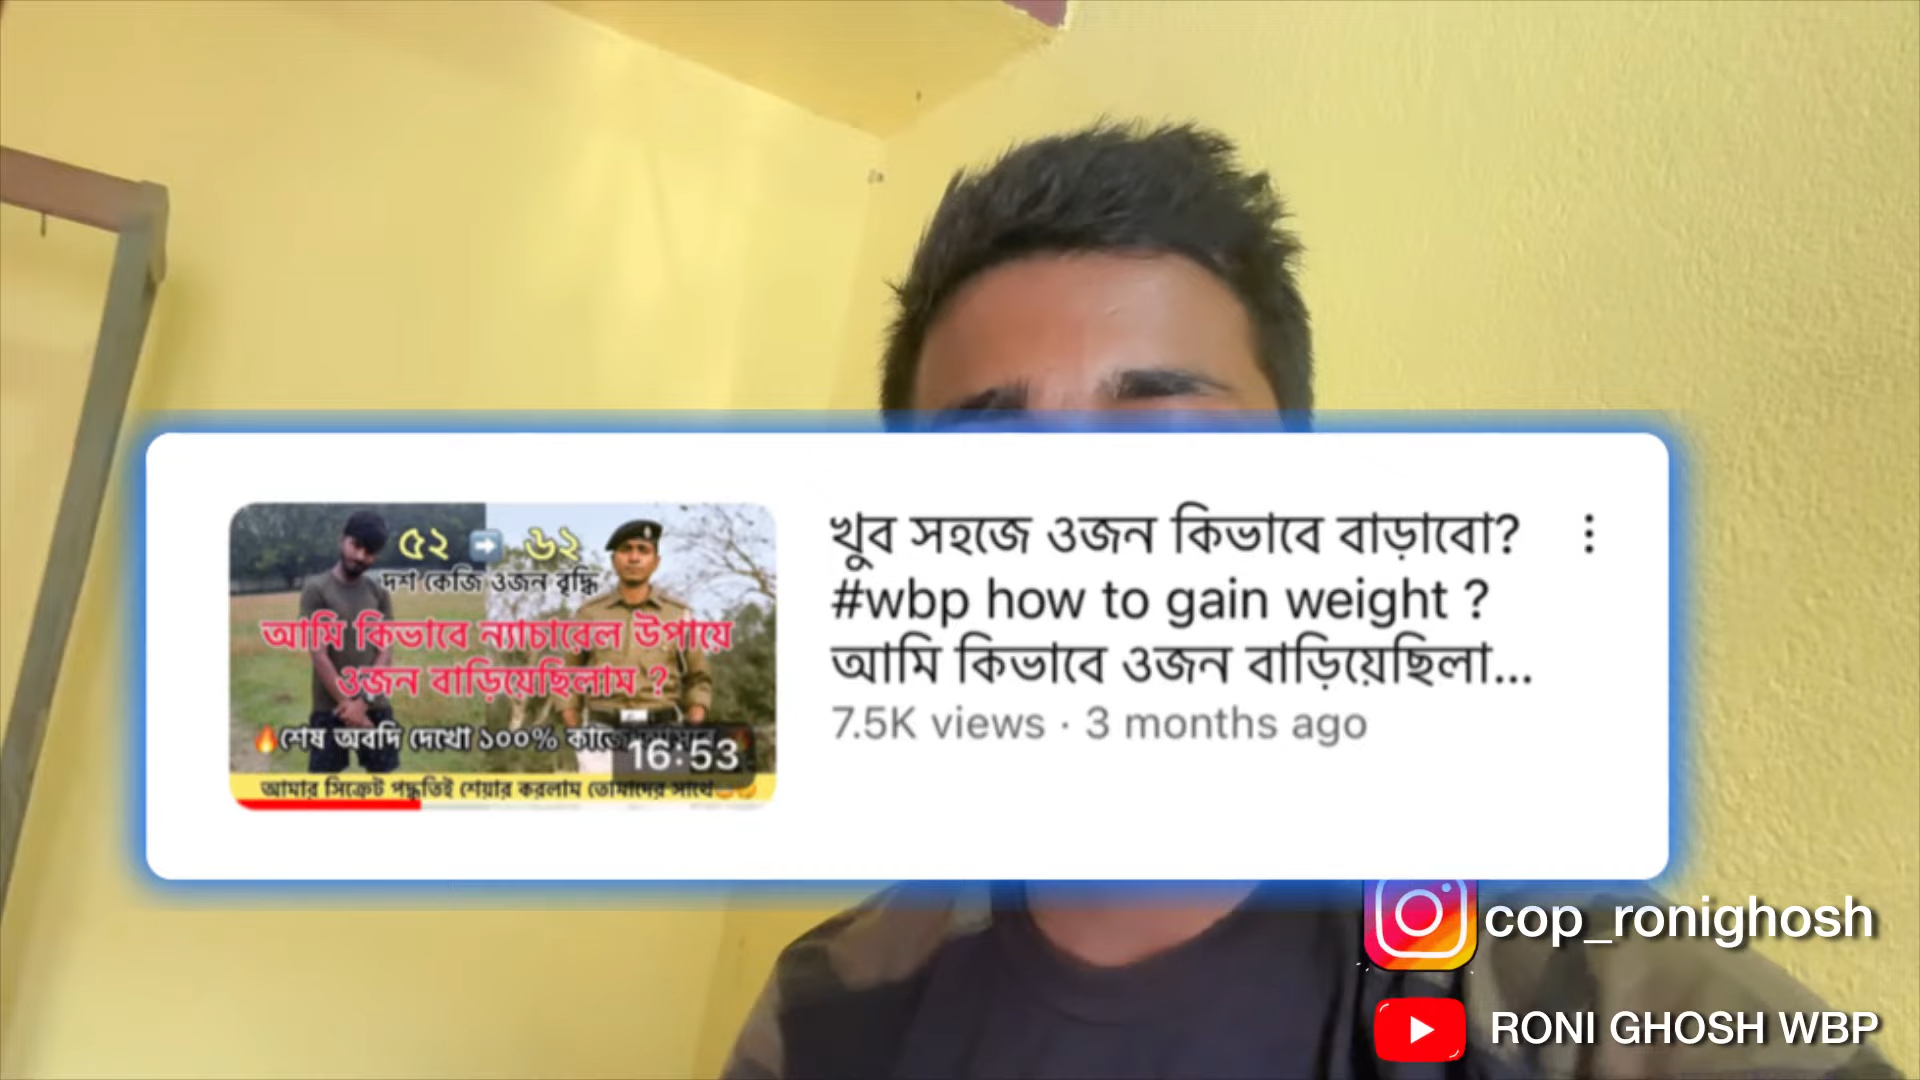 ৫২ ➡ ৬২
দশ কেজি ওজন বৃদ্ধি
আমি কিভাবে ন্যাচারেল উপায়ে
ওজন বাড়িয়েছিলাম ?
🔥শেষ অবদি দেখো ১০০%
16:53
আমার সিক্রেট পদ্ধতিই শেয়ার করলাম তোমাদের সাথে
খুব সহজে ওজন কিভাবে বাড়াবো?
#wbp how to gain weight ?
আমি কিভাবে ওজন বাড়িয়েছিলা...
7.5K views · 3 months ago
cop_ronighosh
RONI GHOSH WBP